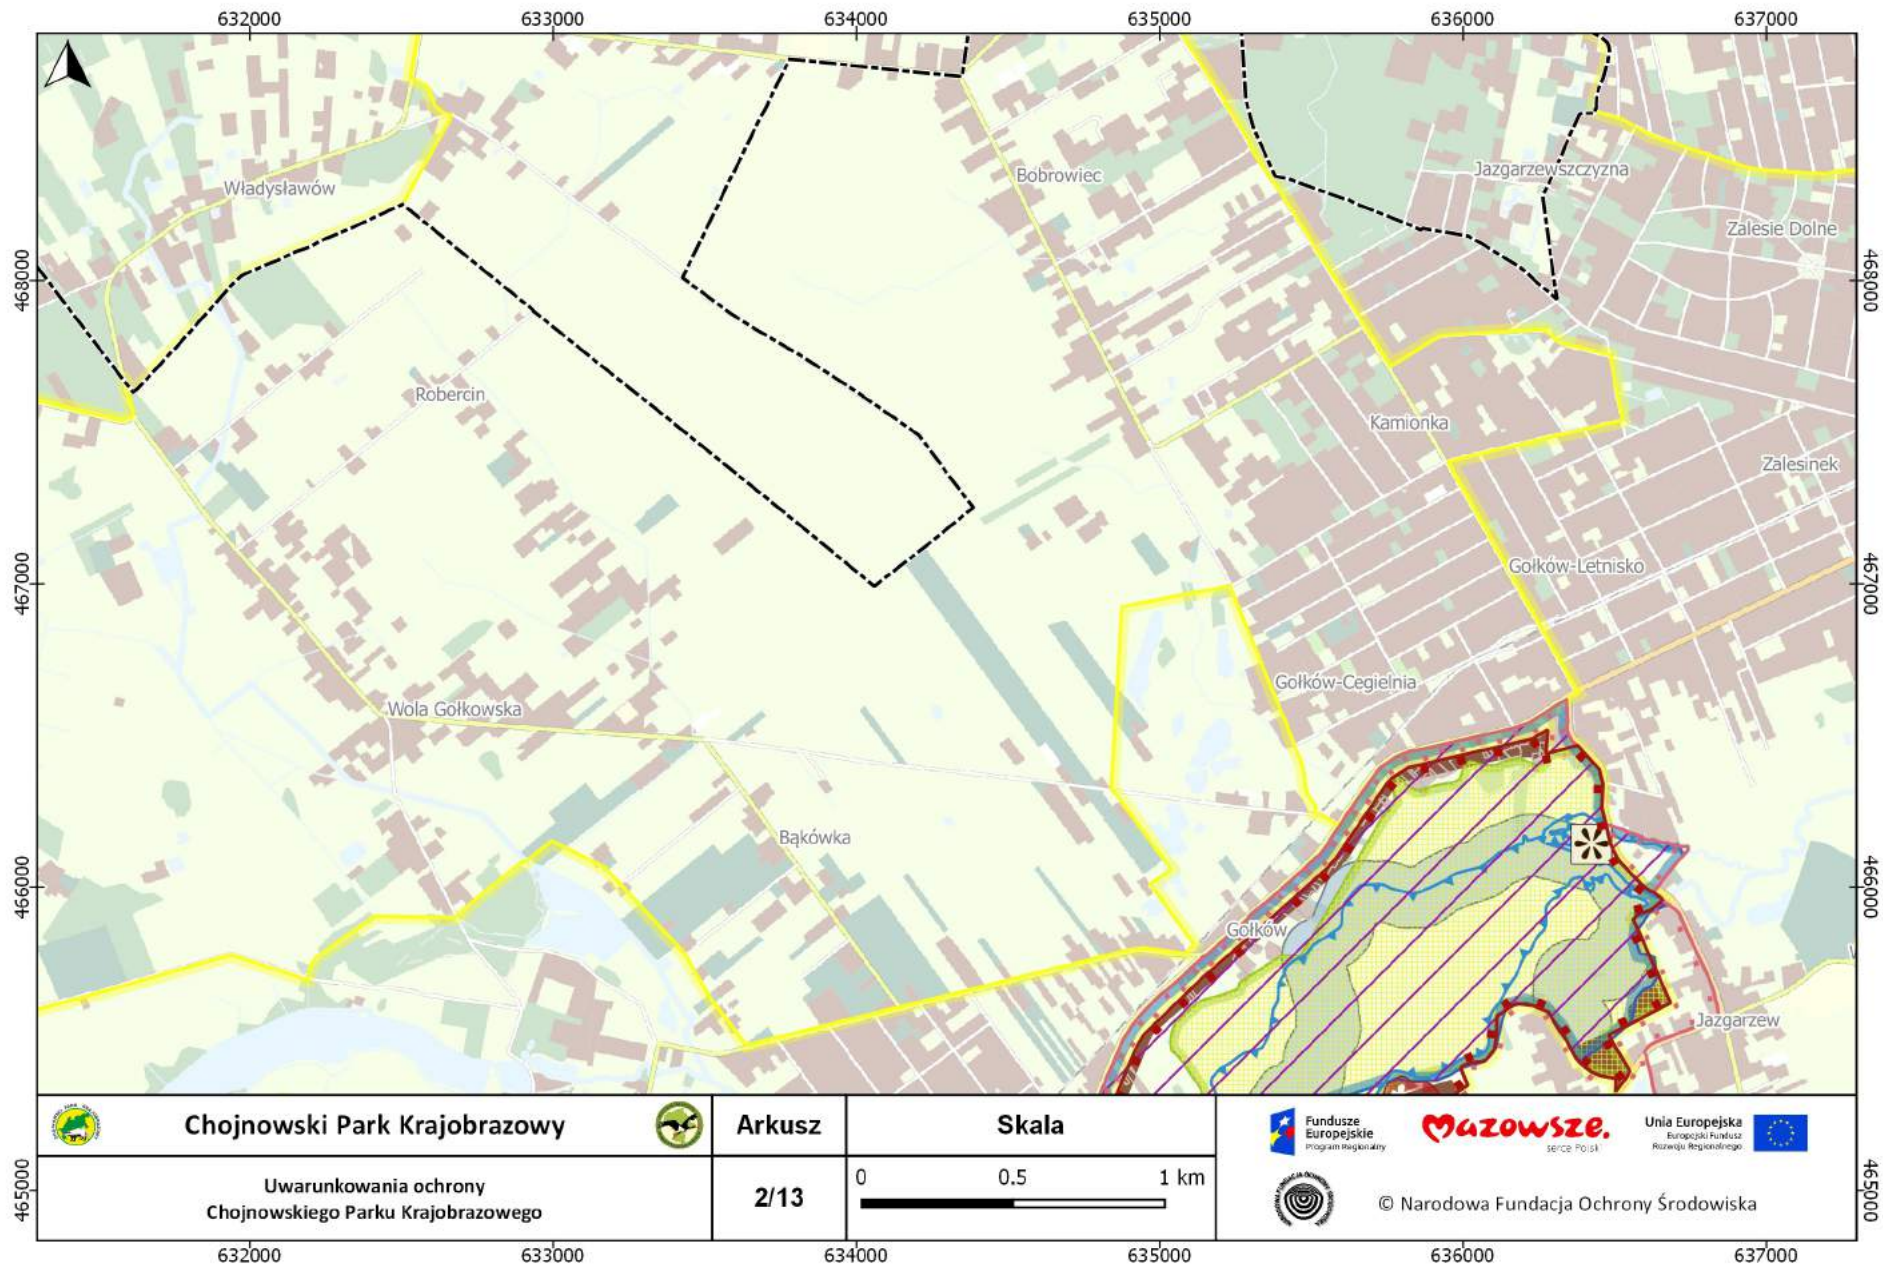 632000 633000 634000 635000 636000 637000
Władysławów
Bobrowiec
Jazgarzewszczyzna
Zalesie Dolne
468000 468000
Robercin
Kamionka
Zalesinek
Gołków-Letnisko
467000 467000
Gołków-Cegielnia
Wola Gołkowska
Bąkówka
466000 466000
Gołków
Jazgarzew
Chojnowski Park Krajobrazowy
Arkusz
Skala
Fundusze
Europejskie
Program Regionalny
Mazowsze.
serce Polski
Unia Europejska
Europejski Fundusz
Rozwoju Regionalnego
465000 465000
Uwarunkowania ochrony
Chojnowskiego Parku Krajobrazowego
2/13
0 0.5 1 km
© Narodowa Fundacja Ochrony Środowiska
632000 633000 634000 635000 636000 637000